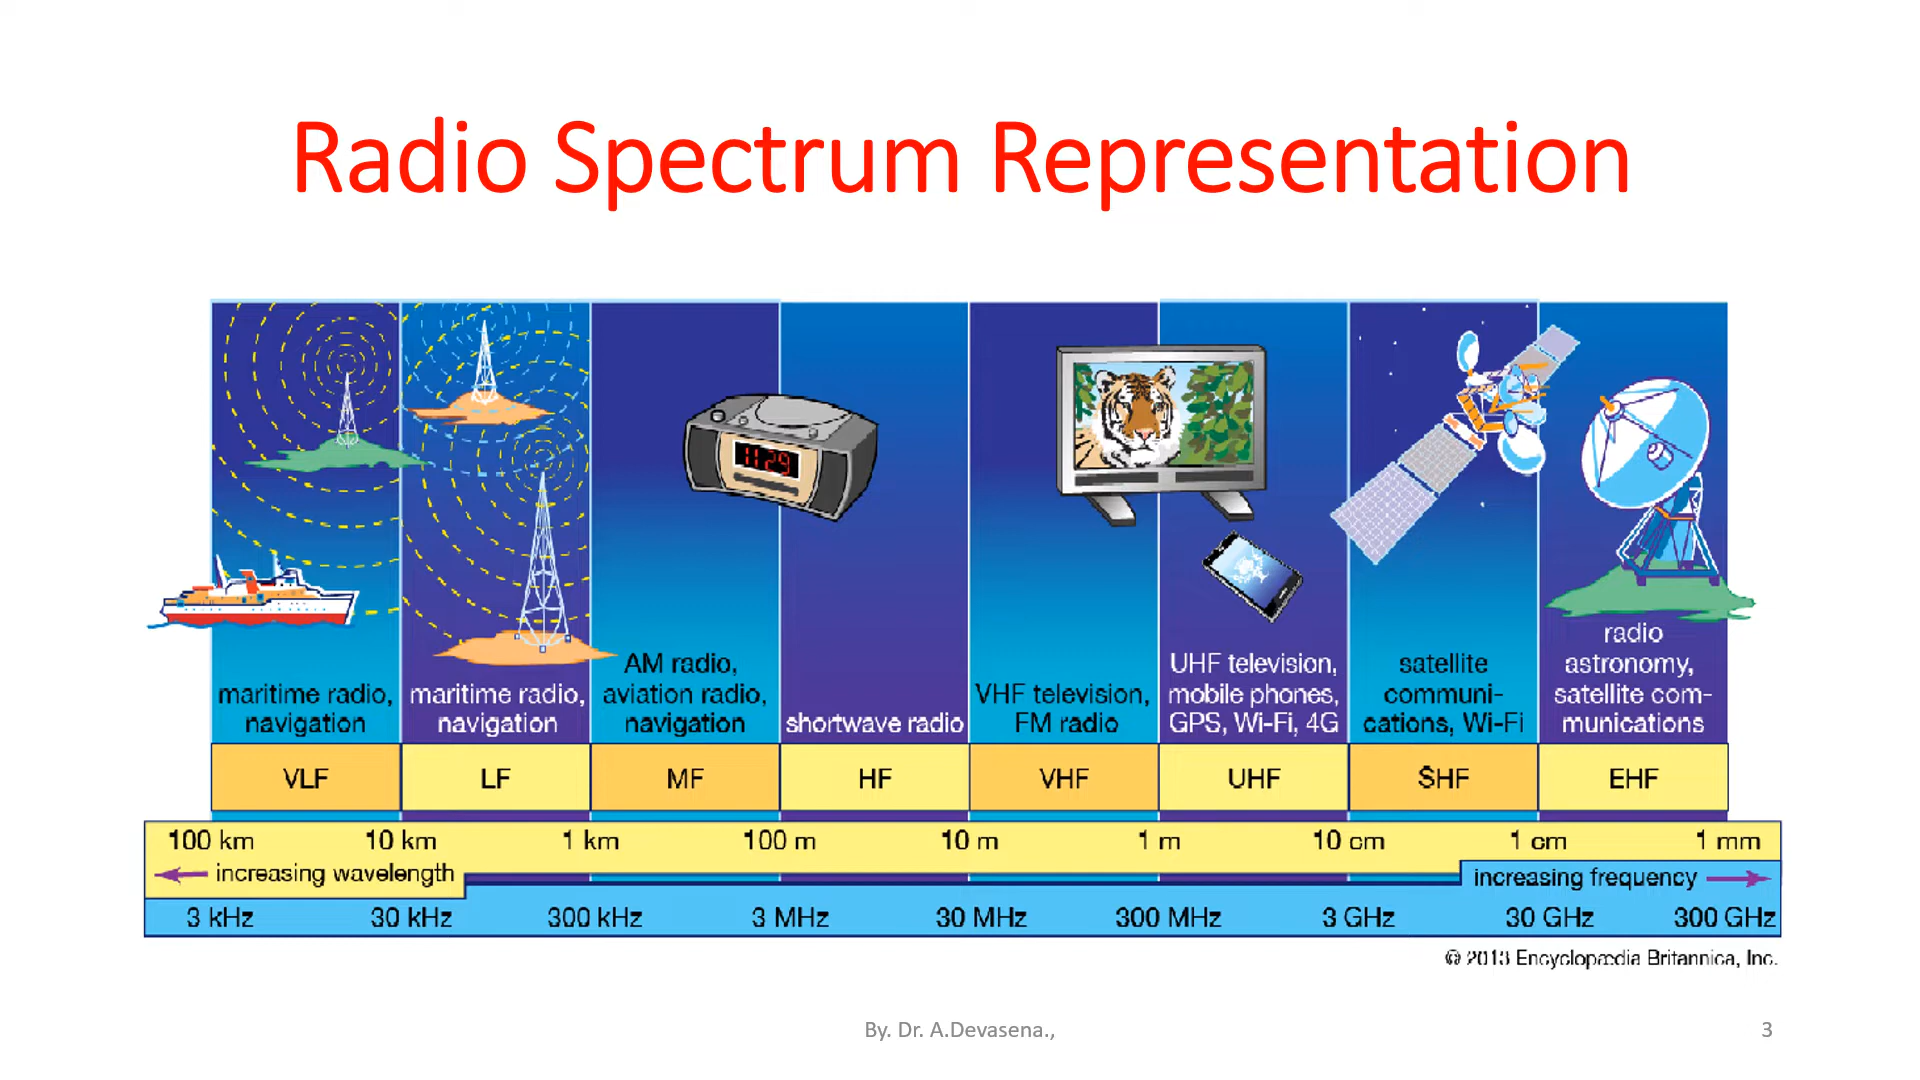 Radio Spectrum Representation
11:29
maritime radio,
navigation
maritime radio,
navigation
AM radio,
aviation radio,
navigation
shortwave radio
VHF television,
FM radio
UHF television,
mobile phones,
GPS, Wi-Fi, 4G
satellite
communi-
cations, Wi-Fi
radio
astronomy,
satellite com-
munications
VLF LF MF HF VHF UHF SHF EHF
100 km 10 km 1 km 100 m 10 m 1 m 10 cm 1 cm 1 mm
increasing wavelength
increasing frequency
3 kHz 30 kHz 300 kHz 3 MHz 30 MHz 300 MHz 3 GHz 30 GHz 300 GHz
© 2013 Encyclopædia Britannica, Inc.
By. Dr. A.Devasena.,
3